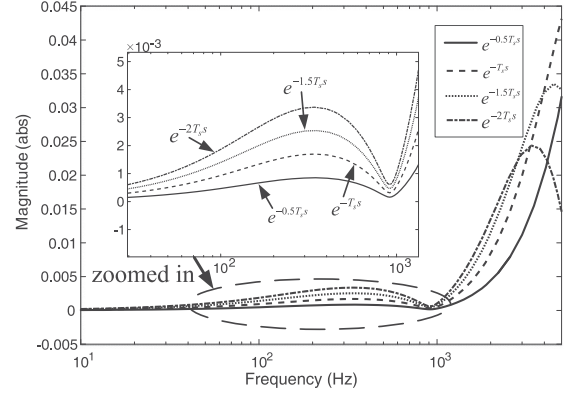 0.045
0.04
0.035
0.03
0.025
0.02
0.015
0.01
0.005
0
-0.005
Magnitude (abs)
×10⁻³
5
4
3
2
1
0
-1
10² 10³
e^{-1.5T_s s}
e^{-2T_s s}
e^{-T_s s}
e^{-0.5T_s s}
e^{-0.5T_s s}
e^{-T_s s}
e^{-1.5T_s s}
e^{-2T_s s}
zoomed in
10¹ 10² 10³
Frequency (Hz)